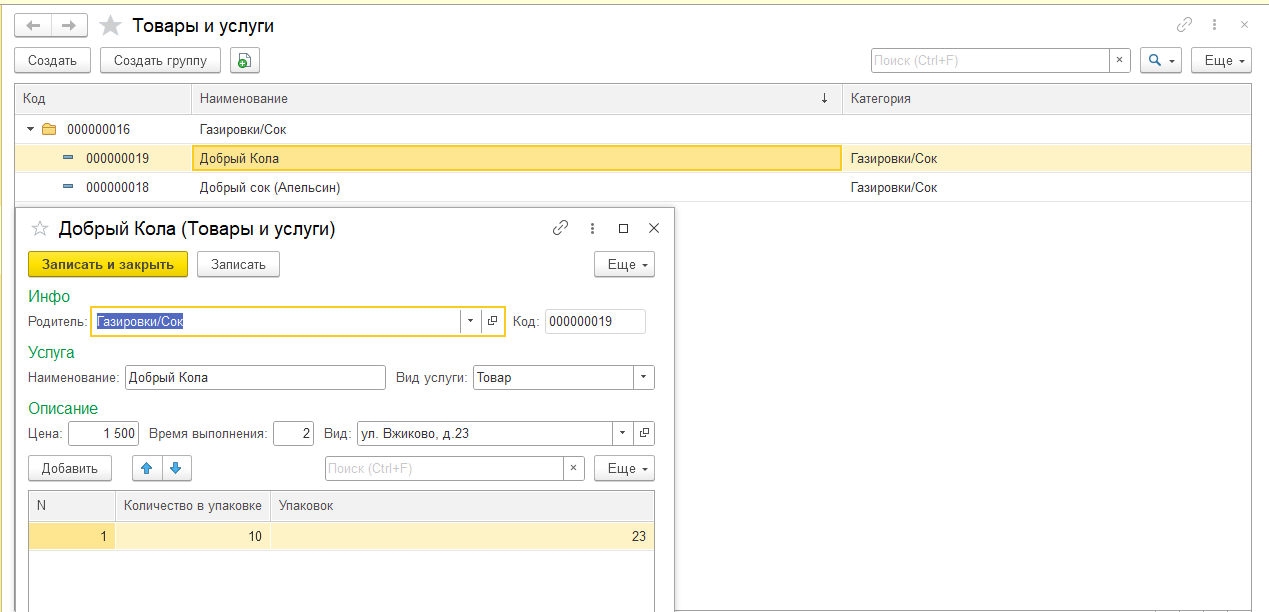 Товары и услуги
Создать Создать группу Поиск (Ctrl+F) × Еще
Код Наименование ↓ Категория
000000016 Газировки/Сок
000000019 Добрый Кола Газировки/Сок
000000018 Добрый сок (Апельсин) Газировки/Сок
Добрый Кола (Товары и услуги)
Записать и закрыть Записать Еще
Инфо
Родитель: Газировки/Сок Код: 000000019
Услуга
Наименование: Добрый Кола Вид услуги: Товар
Описание
Цена: 1 500 Время выполнения: 2 Вид: ул. Вжиково, д.23
Добавить Поиск (Ctrl+F) × Еще
N Количество в упаковке Упаковок
1 10 23